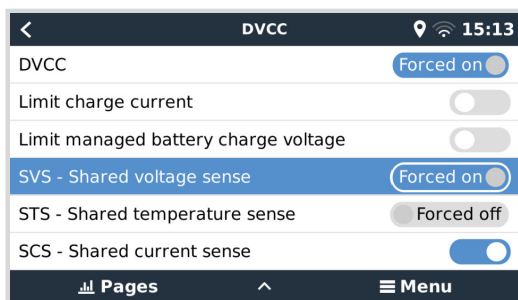 DVCC 15:13
DVCC Forced on
Limit charge current
Limit managed battery charge voltage
SVS - Shared voltage sense Forced on
STS - Shared temperature sense Forced off
SCS - Shared current sense
Pages Menu